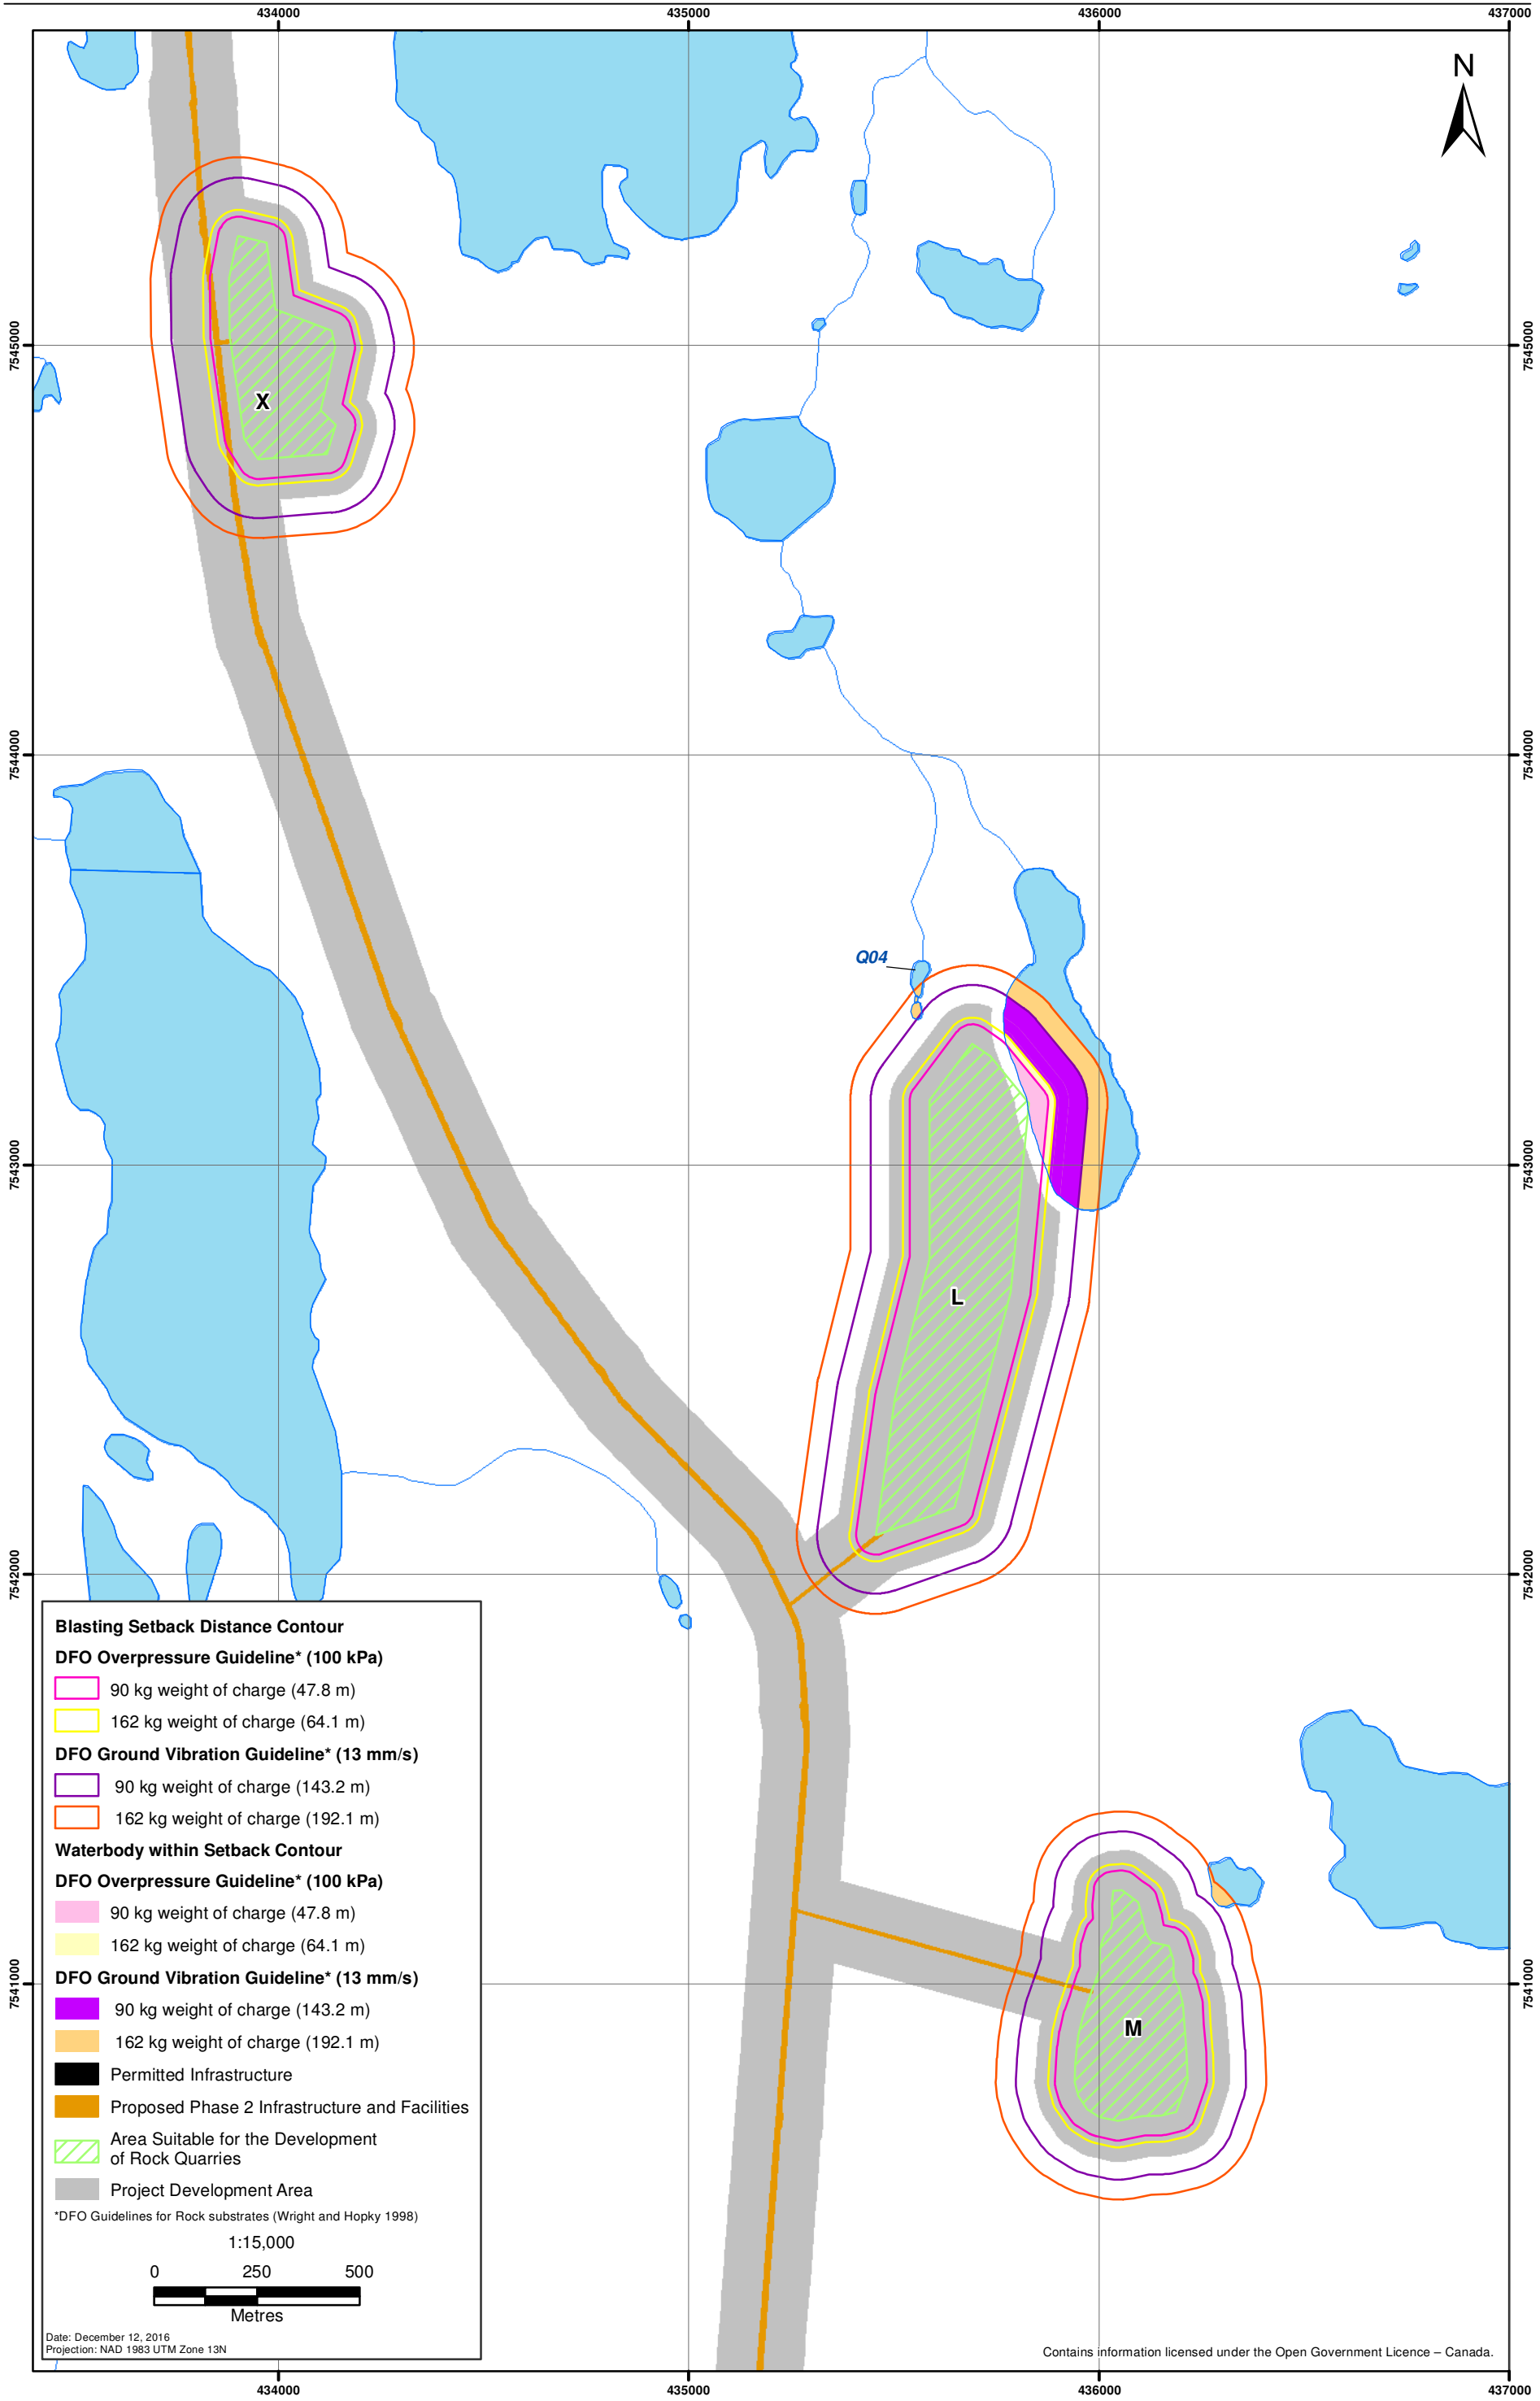 434000 435000 436000 437000
N
7545000 7545000
X
7544000 7544000
Q04
7543000 7543000
L
7542000 7542000
Blasting Setback Distance Contour
DFO Overpressure Guideline* (100 kPa)
90 kg weight of charge (47.8 m)
162 kg weight of charge (64.1 m)
DFO Ground Vibration Guideline* (13 mm/s)
90 kg weight of charge (143.2 m)
162 kg weight of charge (192.1 m)
Waterbody within Setback Contour
DFO Overpressure Guideline* (100 kPa)
90 kg weight of charge (47.8 m)
162 kg weight of charge (64.1 m)
DFO Ground Vibration Guideline* (13 mm/s)
90 kg weight of charge (143.2 m)
162 kg weight of charge (192.1 m)
Permitted Infrastructure
Proposed Phase 2 Infrastructure and Facilities
Area Suitable for the Development
of Rock Quarries
Project Development Area
*DFO Guidelines for Rock substrates (Wright and Hopky 1998)
1:15,000
0 250 500
Metres
Date: December 12, 2016
Projection: NAD 1983 UTM Zone 13N
7541000 7541000
M
Contains information licensed under the Open Government Licence – Canada.
434000 435000 436000 437000